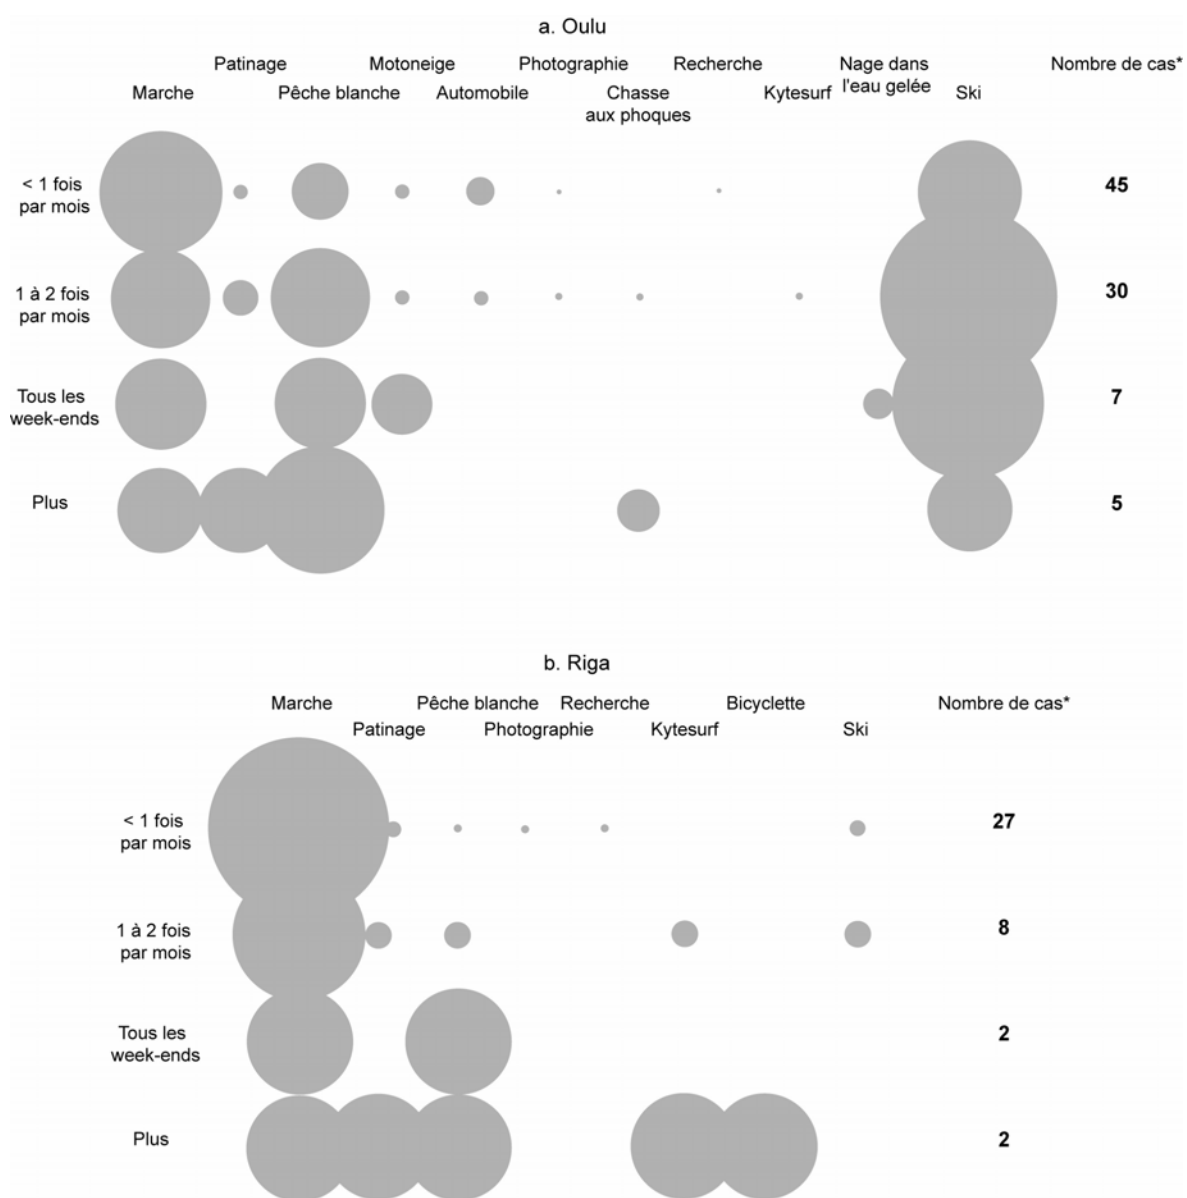 a. Oulu
Patinage Motoneige Photographie Recherche Nage dans Nombre de cas*
Marche Pêche blanche Automobile Chasse Kytesurf l'eau gelée Ski
aux phoques
< 1 fois
par mois
45
1 à 2 fois
par mois
30
Tous les
week-ends
7
Plus
5
b. Riga
Marche Pêche blanche Recherche Bicyclette Nombre de cas*
Patinage Photographie Kytesurf Ski
< 1 fois
par mois
27
1 à 2 fois
par mois
8
Tous les
week-ends
2
Plus
2